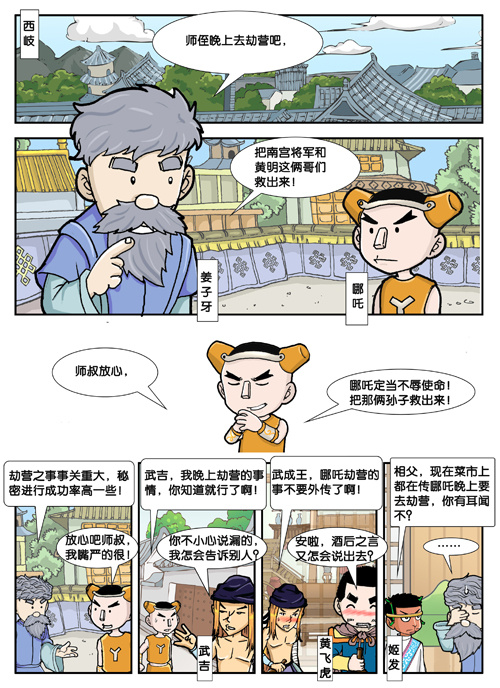 西岐
师侄晚上去劫营吧,
把南宫将军和
黄明这俩哥们
救出来！
姜子牙
哪吒
师叔放心,
哪吒定当不辱使命！
把那俩孙子救出来！
劫营之事事关重大，秘
密进行成功率高一些！
放心吧师叔,
我嘴严的很！
武吉，我晚上劫营的事
情，你知道就行了啊！
你不小心说漏的,
我怎会告诉别人？
武吉
武成王，哪吒劫营的
事不要外传了啊！
安啦，酒后之言
又怎会说出去？
黄飞虎
相父，现在菜市上
都在传哪吒晚上要
去劫营，你有耳闻
不？
……
姬发